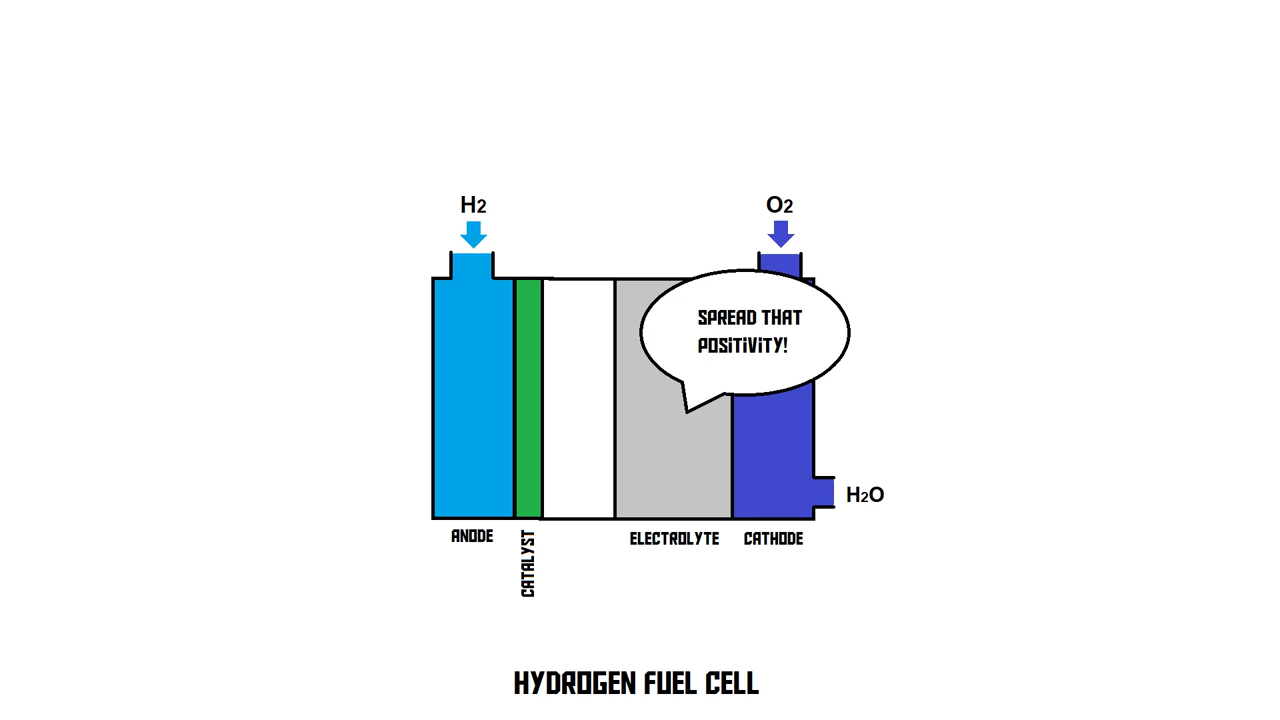 H2
O2
SPREAD THAT
POSITIVITY!
H2O
ANODE
CATALYST
ELECTROLYTE
CATHODE
HYDROGEN FUEL CELL